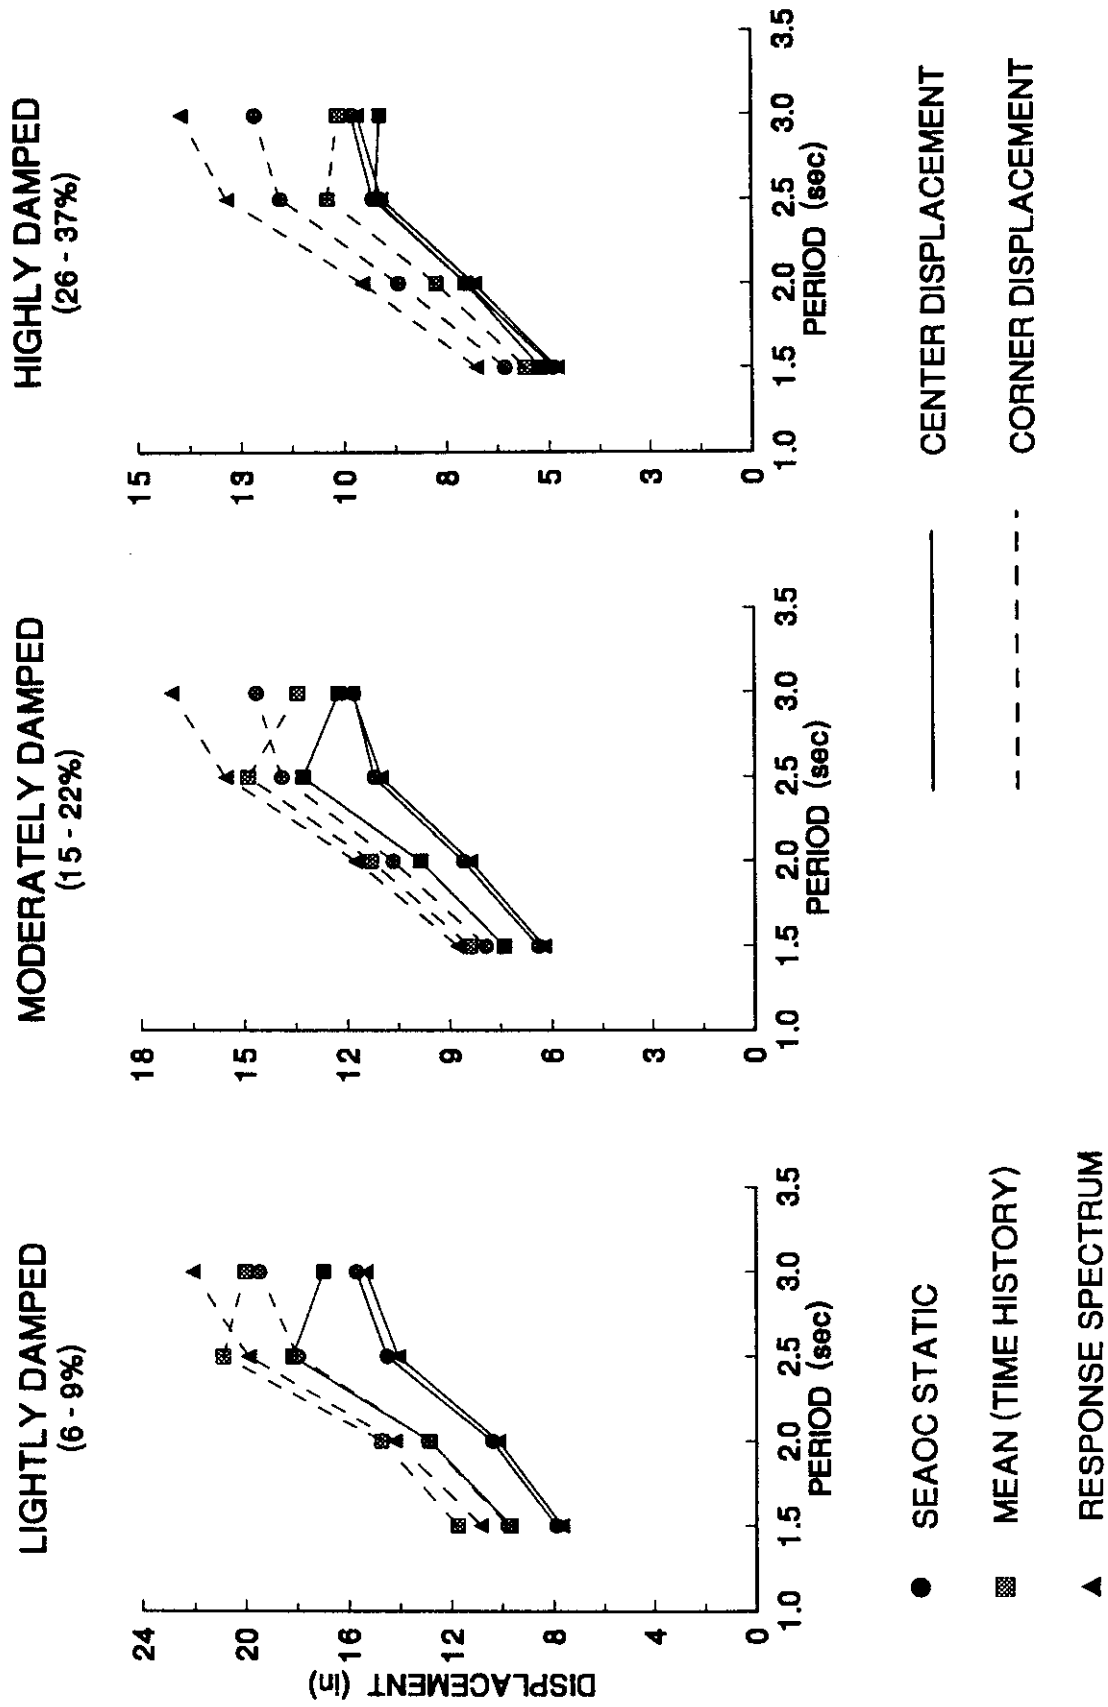 LIGHTLY DAMPED
(6 - 9%)
DISPLACEMENT (in)
24
20
16
12
8
4
0
1.0 1.5 2.0 2.5 3.0 3.5
PERIOD (sec)
MODERATELY DAMPED
(15 - 22%)
18
15
12
9
6
3
0
1.0 1.5 2.0 2.5 3.0 3.5
PERIOD (sec)
HIGHLY DAMPED
(26 - 37%)
15
13
10
8
5
3
0
1.0 1.5 2.0 2.5 3.0 3.5
PERIOD (sec)
SEAOC STATIC
MEAN (TIME HISTORY)
RESPONSE SPECTRUM
CENTER DISPLACEMENT
CORNER DISPLACEMENT